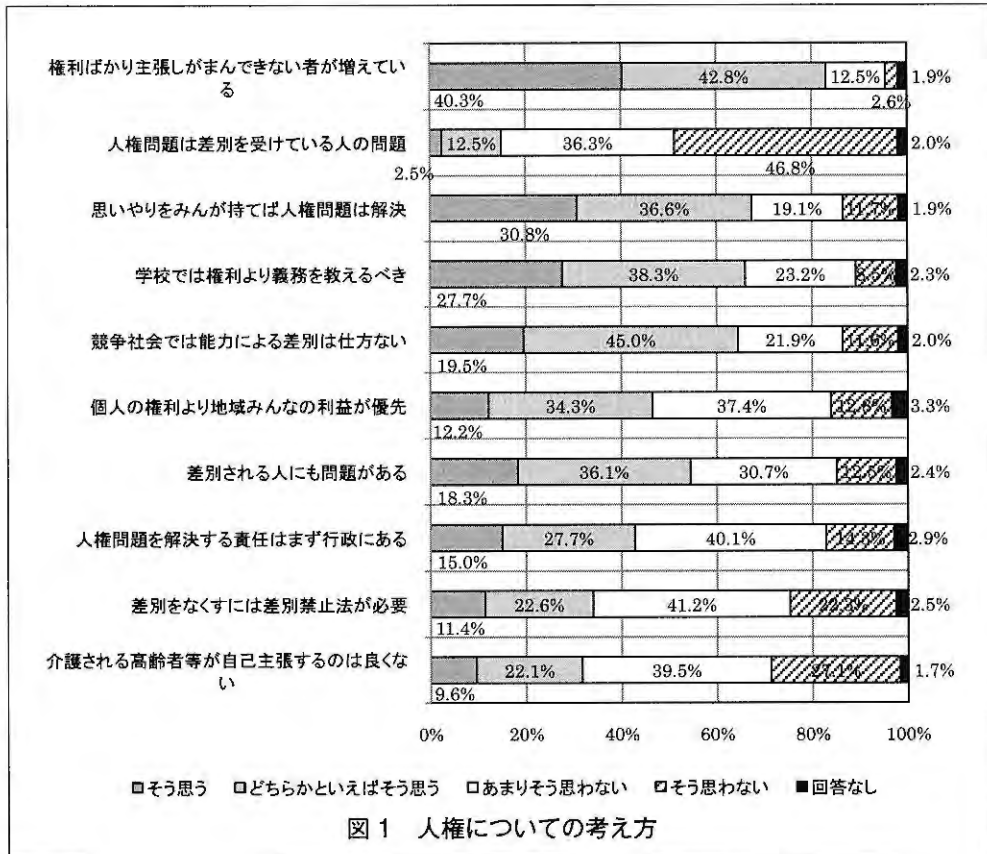 権利ばかり主張しがまんできない者が増えている
40.3% 42.8% 12.5% 2.6% 1.9%
人権問題は差別を受けている人の問題
2.5% 12.5% 36.3% 46.8% 2.0%
思いやりをみんが持てば人権問題は解決
30.8% 36.6% 19.1% 11.7% 1.9%
学校では権利より義務を教えるべき
27.7% 38.3% 23.2% 8.5% 2.3%
競争社会では能力による差別は仕方ない
19.5% 45.0% 21.9% 11.6% 2.0%
個人の権利より地域みんなの利益が優先
12.2% 34.3% 37.4% 12.8% 3.3%
差別される人にも問題がある
18.3% 36.1% 30.7% 12.5% 2.4%
人権問題を解決する責任はまず行政にある
15.0% 27.7% 40.1% 14.3% 2.9%
差別をなくすには差別禁止法が必要
11.4% 22.6% 41.2% 22.3% 2.5%
介護される高齢者等が自己主張するのは良くない
9.6% 22.1% 39.5% 27.1% 1.7%
0% 20% 40% 60% 80% 100%
そう思う どちらかといえばそう思う あまりそう思わない そう思わない 回答なし
図1 人権についての考え方